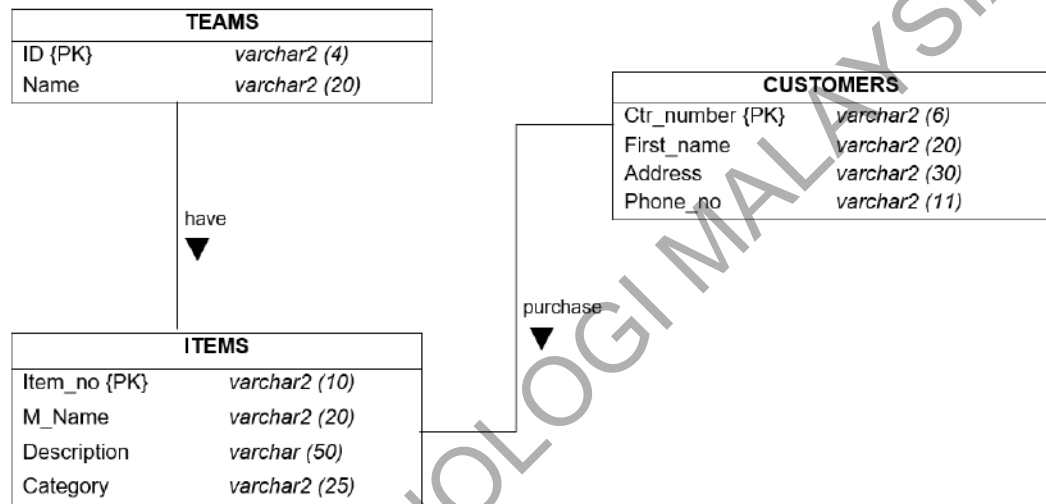 TEAMS
ID {PK} varchar2 (4)
Name varchar2 (20)
CUSTOMERS
Ctr_number {PK} varchar2 (6)
First_name varchar2 (20)
Address varchar2 (30)
Phone_no varchar2 (11)
have
purchase
ITEMS
Item_no {PK} varchar2 (10)
M_Name varchar2 (20)
Description varchar (50)
Category varchar2 (25)
NOLOGI MALAYSIA